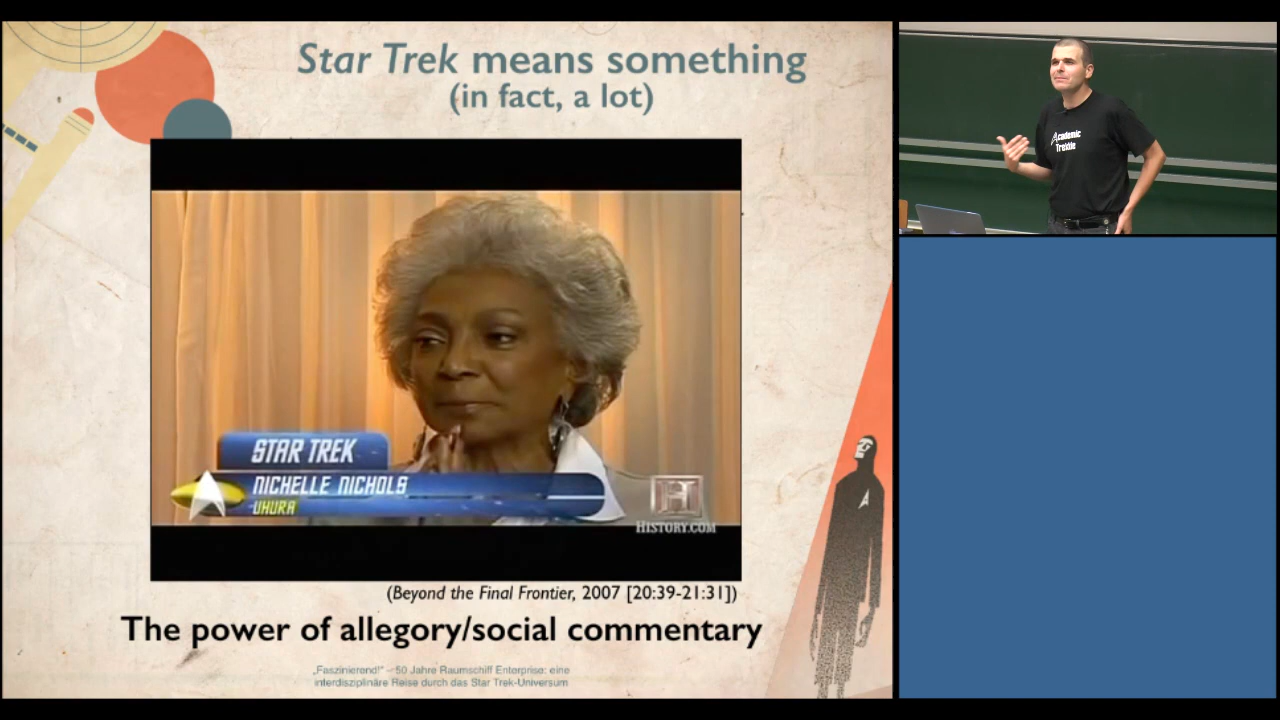 Star Trek means something
(in fact, a lot)
STAR TREK
NICHELLE NICHOLS
UHURA
H
HISTORY.COM
(Beyond the Final Frontier, 2007 [20:39-21:31])
The power of allegory/social commentary
„Faszinierend!" – 50 Jahre Raumschiff Enterprise: eine
interdisziplinäre Reise durch das Star Trek-Universum
Academic
Trekkie